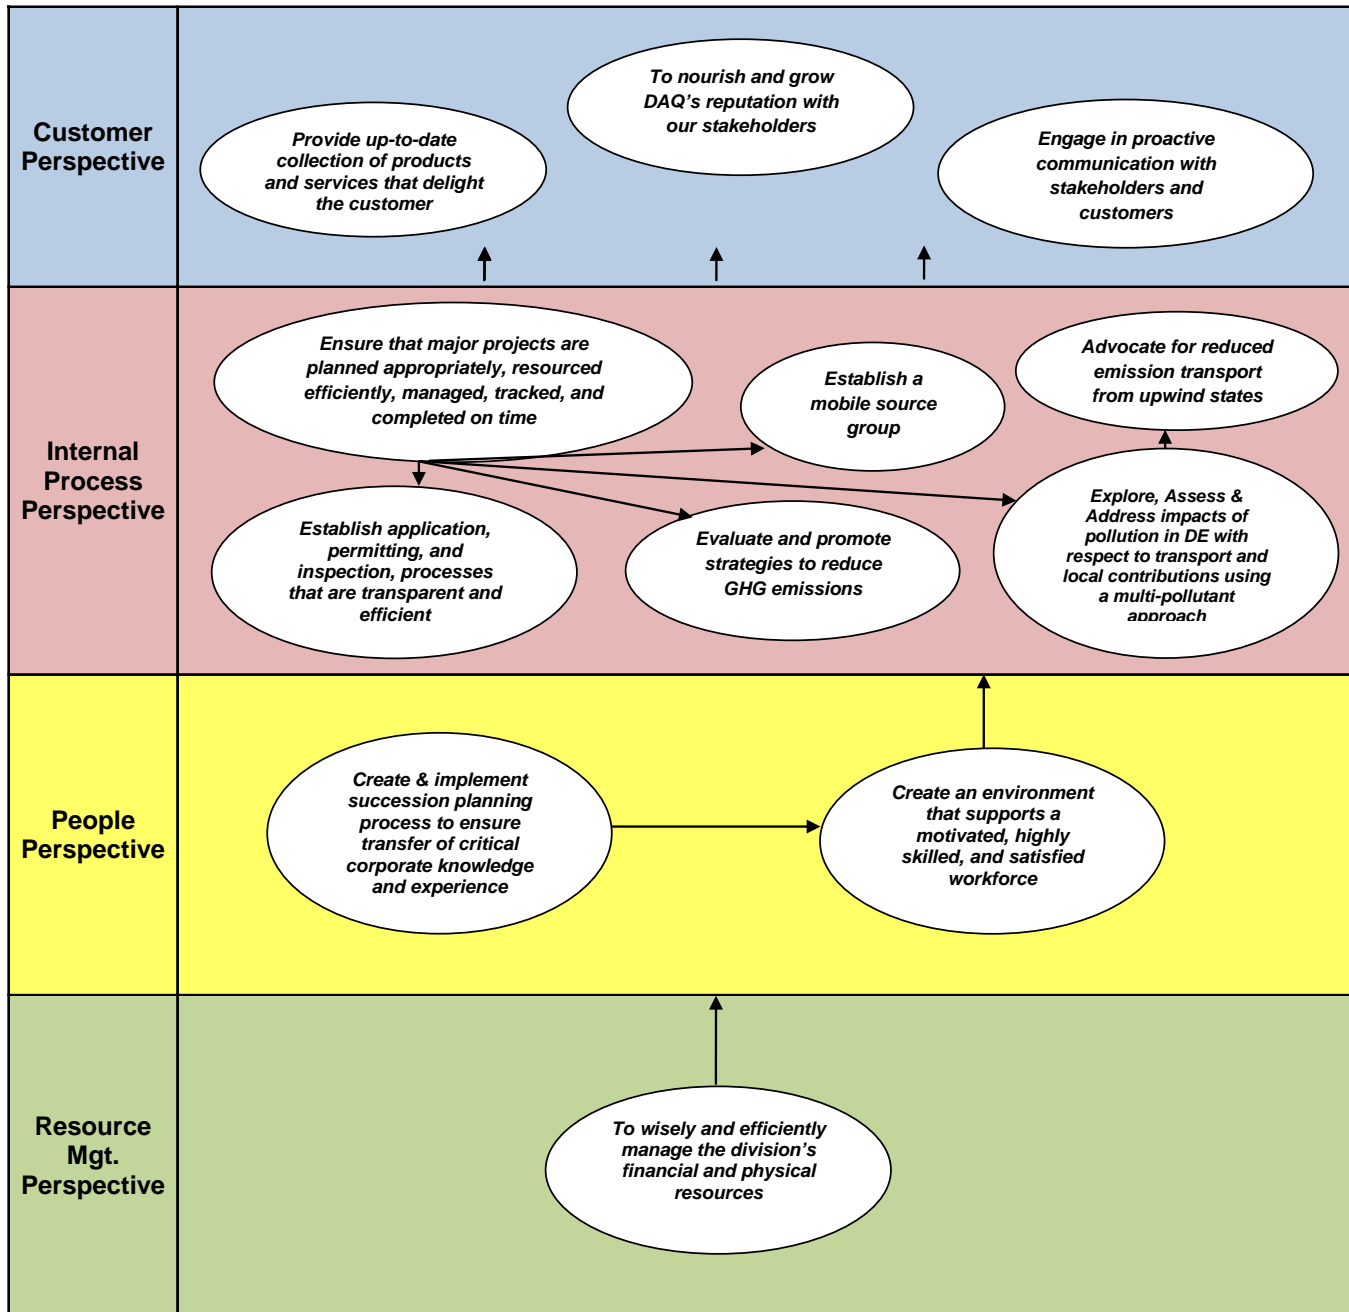 Customer
Perspective
To nourish and grow
DAQ's reputation with
our stakeholders
Provide up-to-date
collection of products
and services that delight
the customer
Engage in proactive
communication with
stakeholders and
customers
Internal
Process
Perspective
Ensure that major projects are
planned appropriately, resourced
efficiently, managed, tracked, and
completed on time
Establish a
mobile source
group
Advocate for reduced
emission transport
from upwind states
Establish application,
permitting, and
inspection, processes
that are transparent and
efficient
Evaluate and promote
strategies to reduce
GHG emissions
Explore, Assess &
Address impacts of
pollution in DE with
respect to transport and
local contributions using
a multi-pollutant
approach
People
Perspective
Create & implement
succession planning
process to ensure
transfer of critical
corporate knowledge
and experience
Create an environment
that supports a
motivated, highly
skilled, and satisfied
workforce
Resource
Mgt.
Perspective
To wisely and efficiently
manage the division's
financial and physical
resources